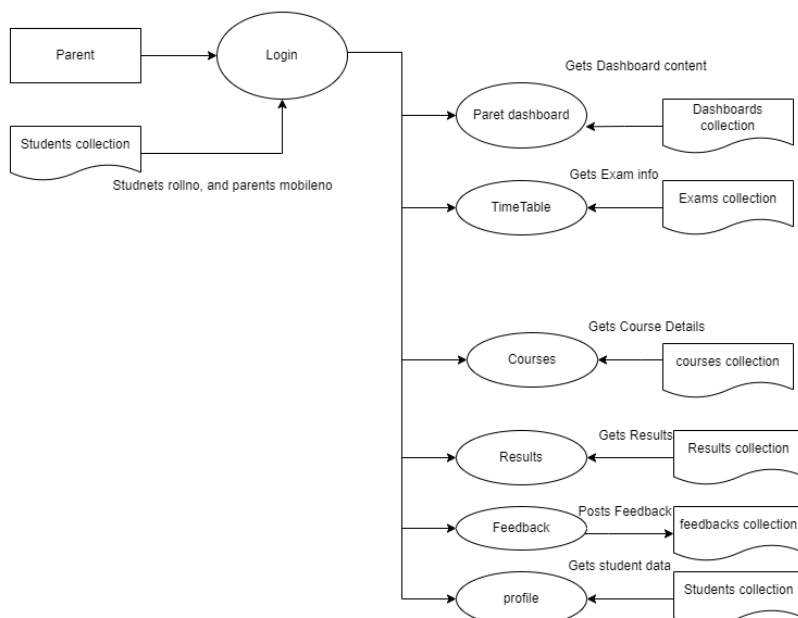 Parent
Login
Gets Dashboard content
Paret dashboard
Dashboards
collection
Students collection
Studnets rollno, and parents mobileno
Gets Exam info
TimeTable
Exams collection
Gets Course Details
Courses
courses collection
Gets Results
Results
Results collection
Posts Feedback
Feedback
feedbacks collection
Gets student data
profile
Students collection